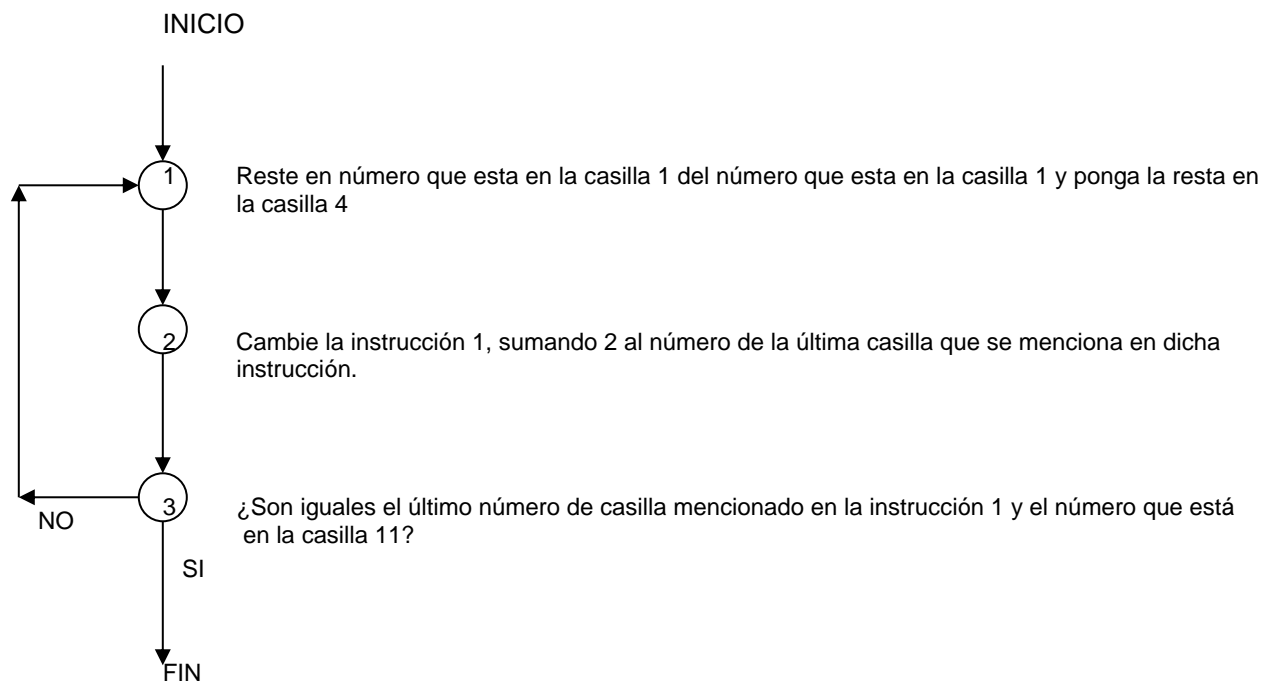 INICIO
1
Reste en número que esta en la casilla 1 del número que esta en la casilla 1 y ponga la resta en
la casilla 4
2
Cambie la instrucción 1, sumando 2 al número de la última casilla que se menciona en dicha
instrucción.
3
¿Son iguales el último número de casilla mencionado en la instrucción 1 y el número que está
en la casilla 11?
NO
SI
FIN